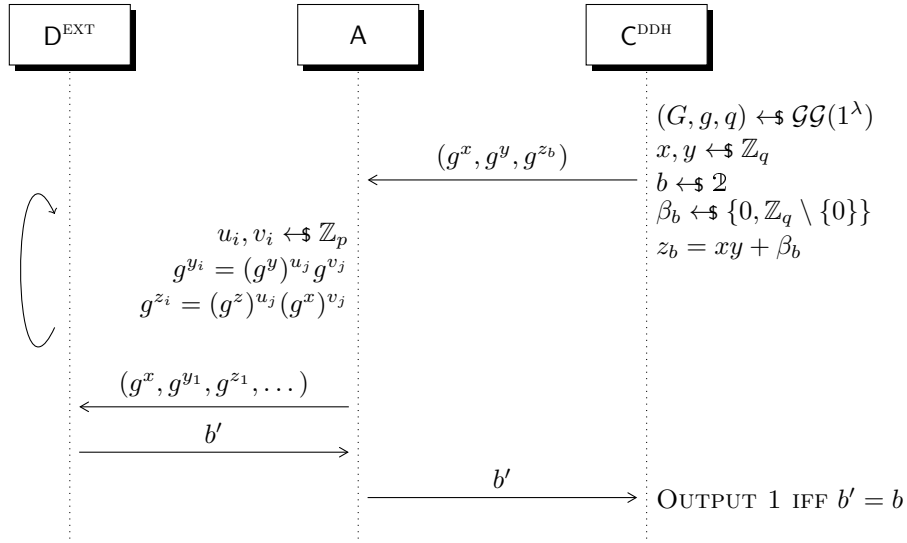 D^EXT A C^DDH
(G, g, q) ←$ 𝒢𝒢(1^λ)
(g^x, g^y, g^{z_b})
x, y ←$ ℤ_q
b ←$ 𝟚
β_b ←$ {0, ℤ_q \ {0}}
u_i, v_i ←$ ℤ_p
z_b = xy + β_b
g^{y_i} = (g^y)^{u_j} g^{v_j}
g^{z_i} = (g^z)^{u_j} (g^x)^{v_j}
(g^x, g^{y_1}, g^{z_1}, . . . )
b′
b′
OUTPUT 1 IFF b′ = b